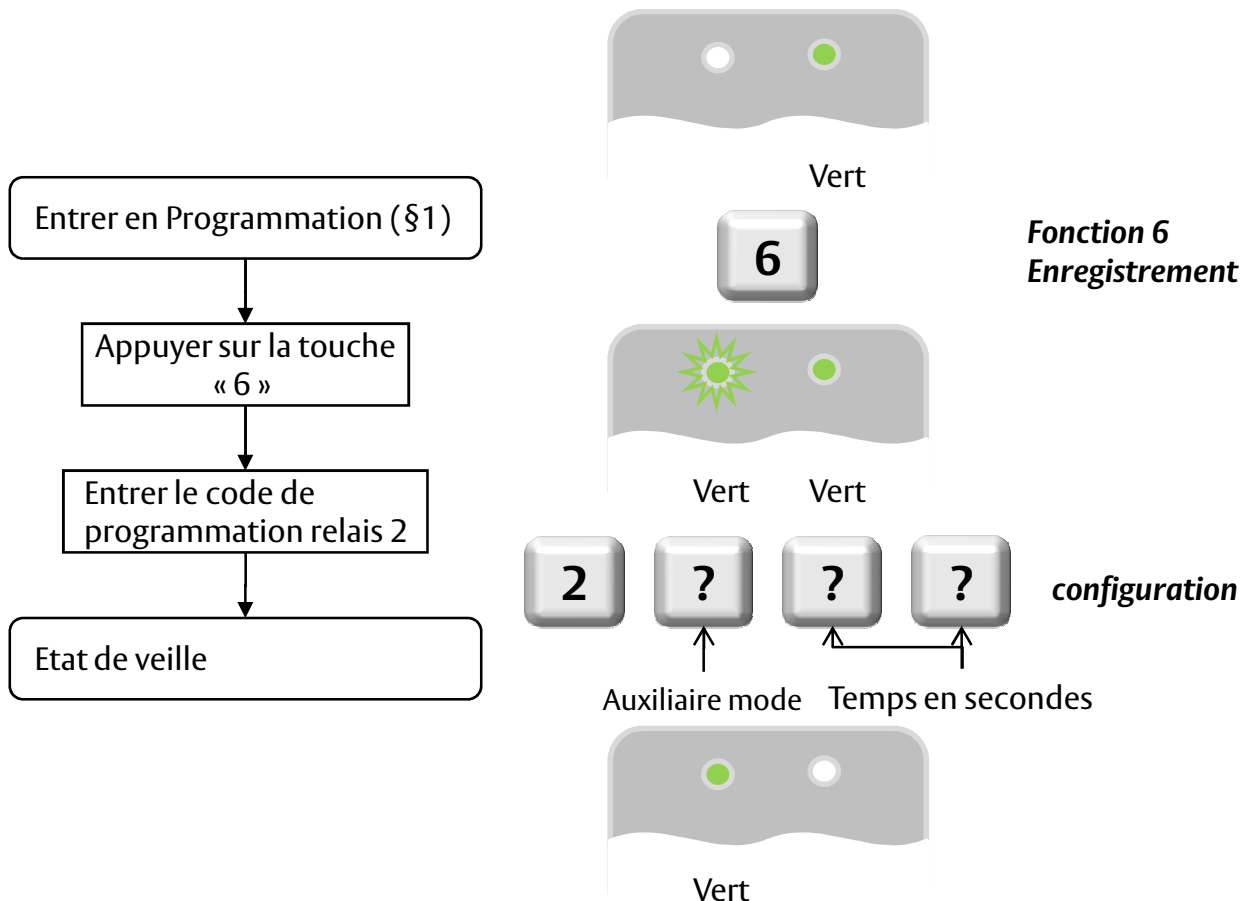 Vert
Entrer en Programmation (§1)
6
Fonction 6
Enregistrement
Appuyer sur la touche
« 6 »
Vert Vert
Entrer le code de
programmation relais 2
2 ? ? ?
configuration
Etat de veille
Auxiliaire mode Temps en secondes
Vert